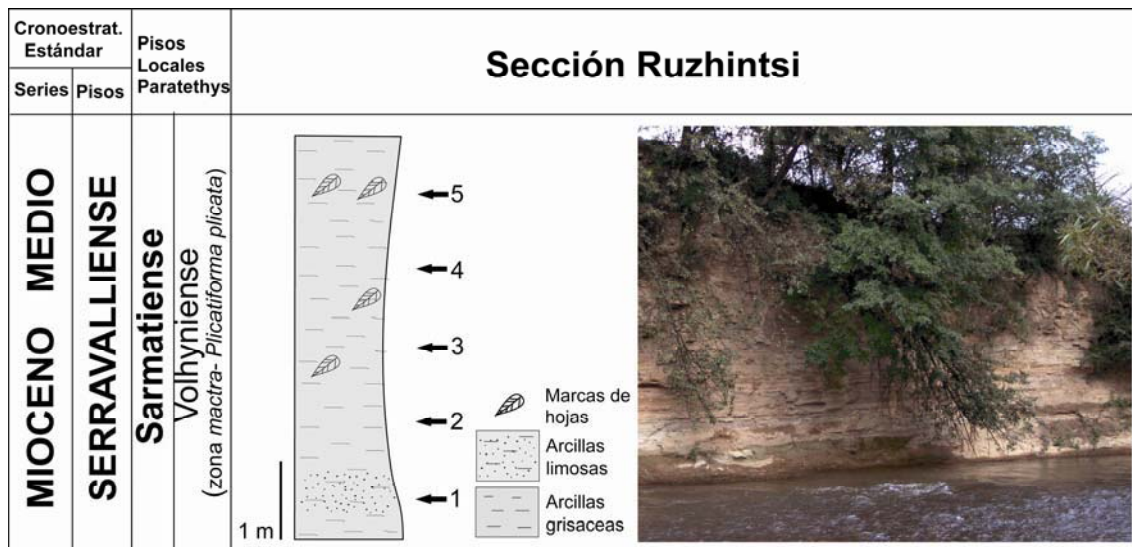 Cronoestrat.
Estándar
Series
Pisos
Pisos
Locales
Paratethys
Sección Ruzhintsi
MIOCENO MEDIO
SERRAVALLIENSE
Sarmatiense
Volhyniense
(zona mactra- Plicatiforma plicata)
5
4
3
2
1
1 m
Marcas de
hojas
Arcillas
limosas
Arcillas
grisaceas